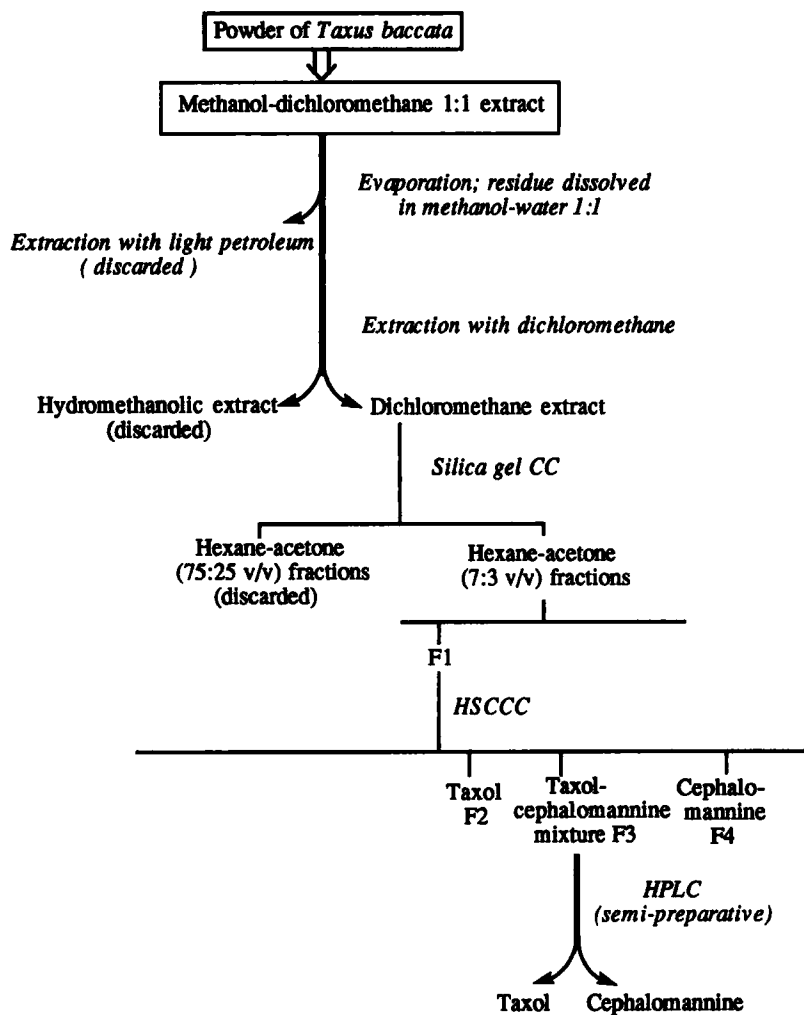 Powder of Taxus baccata
Methanol-dichloromethane 1:1 extract
Evaporation; residue dissolved
in methanol-water 1:1
Extraction with light petroleum
( discarded )
Extraction with dichloromethane
Hydromethanolic extract
(discarded)
Dichloromethane extract
Silica gel CC
Hexane-acetone
(75:25 v/v) fractions
(discarded)
Hexane-acetone
(7:3 v/v) fractions
F1
HSCCC
Taxol
F2
Taxol-
cephalomannine
mixture F3
Cephalo-
mannine
F4
HPLC
(semi-preparative)
Taxol
Cephalomannine